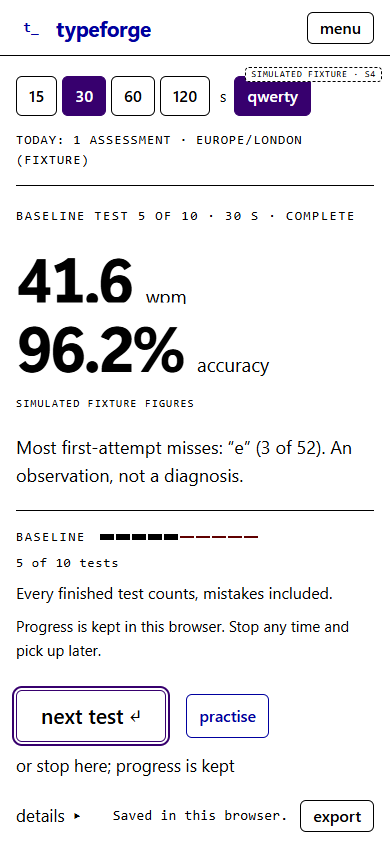 t_ typeforge menu
SIMULATED FIXTURE · S4
15 30 60 120 s qwerty
TODAY: 1 ASSESSMENT · EUROPE/LONDON
(FIXTURE)
BASELINE TEST 5 OF 10 · 30 S · COMPLETE
41.6 wpm
96.2% accuracy
SIMULATED FIXTURE FIGURES
Most first-attempt misses: “e” (3 of 52). An
observation, not a diagnosis.
BASELINE
5 of 10 tests
Every finished test counts, mistakes included.
Progress is kept in this browser. Stop any time and
pick up later.
next test ↵ practise
or stop here; progress is kept
details ▸ Saved in this browser. export